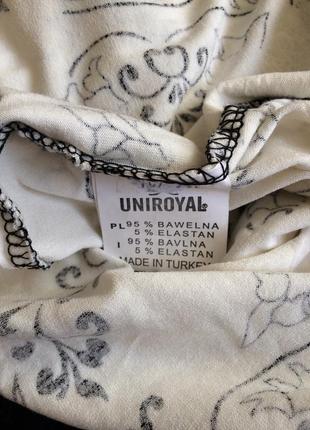 UNIROYAL®
PL 95 % BAWELNA
5 % ELASTAN
I 95 % BAVLNA
5 % ELASTAN
MADE IN TURKEY